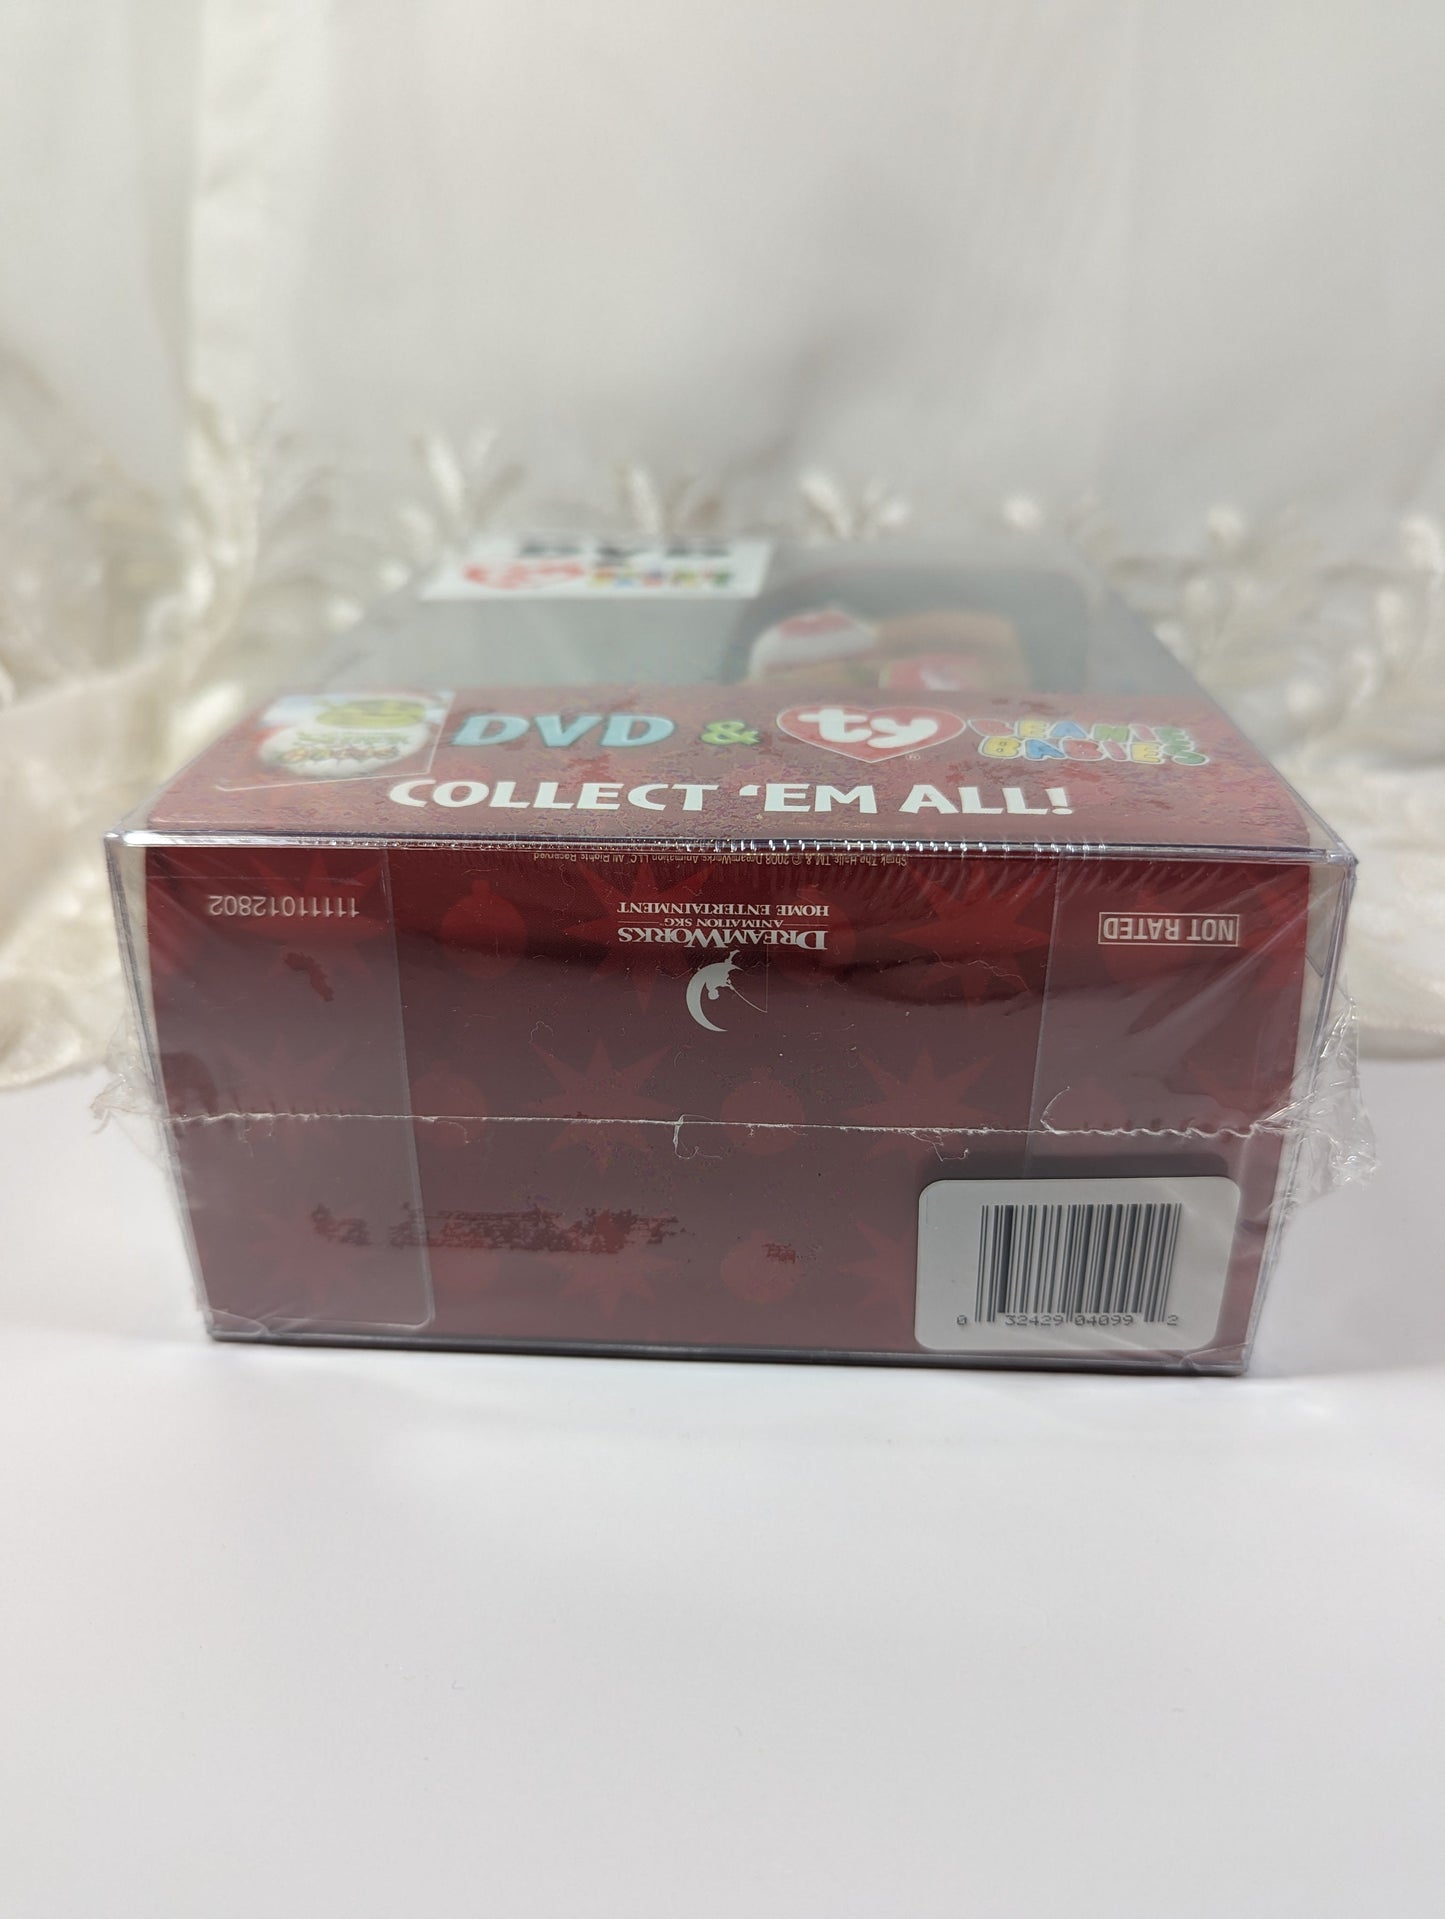 DVD & ty BEANIE BABIES
COLLECT 'EM ALL!
Shrek The Halls TM & © 2008 DreamWorks Animation LLC. All Rights Reserved.
11111012802
HOME ENTERTAINMENT
ANIMATION SKG
DREAMWORKS
NOT RATED
0 32429 04099 2